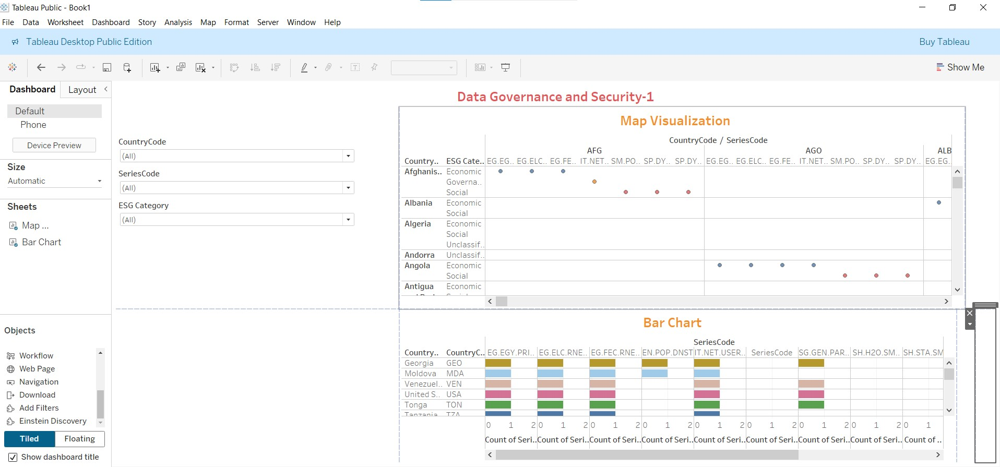 Tableau Public - Book1
File Data Worksheet Dashboard Story Analysis Map Format Server Window Help
Tableau Desktop Public Edition Buy Tableau
Show Me
Dashboard Layout
Default
Phone
Device Preview
Size
Automatic
Sheets
Map ...
Bar Chart
Objects
Workflow
Web Page
Navigation
Download
Add Filters
Einstein Discovery
Tiled Floating
Show dashboard title
Data Governance and Security-1
CountryCode
(All)
SeriesCode
(All)
ESG Category
(All)
Map Visualization
CountryCode / SeriesCode
AFG AGO ALB
Country.. ESG Cate.. EG.EG.. EG.ELC.. EG.FE.. IT.NET.. SM.PO.. SP.DY.. SP.DY.. EG.EG.. EG.ELC.. EG.FE.. IT.NET.. SM.PO.. SP.DY.. SP.DY.. EG.EG..
Afghanis.. Economic
Governa..
Social
Albania Economic
Social
Algeria Economic
Social
Unclassif..
Andorra Unclassif..
Angola Economic
Social
Antigua Economic
Bar Chart
SeriesCode
Country.. CountryC.. EG.EGY.PRI.. EG.ELC.RNE.. EG.FEC.RNE.. EN.POP.DNST IT.NET.USER.. SeriesCode SG.GEN.PAR.. SH.H2O.SM.. SH.STA.SM
Georgia GEO
Moldova MDA
Venezuel.. VEN
United S.. USA
Tonga TON
Tanzania TZA
0 1 2 0 1 2 0 1 2 0 1 2 0 1 2 0 1 2 0 1 2 0 1 2 0 1
Count of Seri.. Count of Seri.. Count of Seri.. Count of Seri.. Count of Seri.. Count of Seri.. Count of Seri.. Count of Seri.. Count of ..